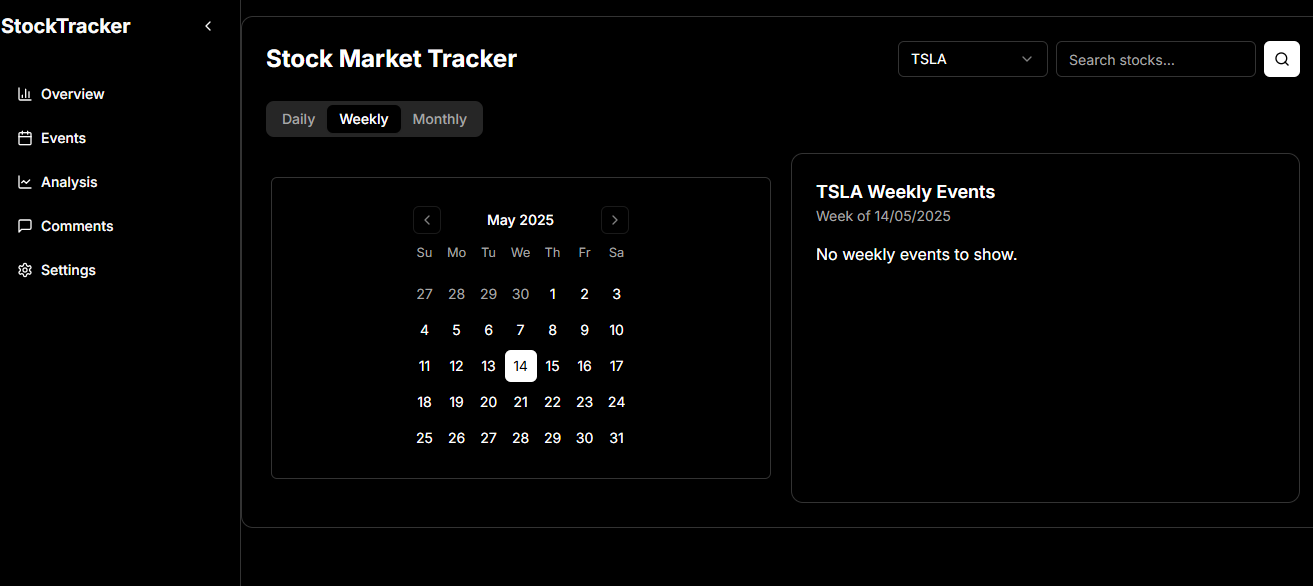 StockTracker
Overview
Events
Analysis
Comments
Settings
Stock Market Tracker
TSLA
Search stocks...
Daily Weekly Monthly
May 2025
Su Mo Tu We Th Fr Sa
27 28 29 30 1 2 3
4 5 6 7 8 9 10
11 12 13 14 15 16 17
18 19 20 21 22 23 24
25 26 27 28 29 30 31
TSLA Weekly Events
Week of 14/05/2025
No weekly events to show.